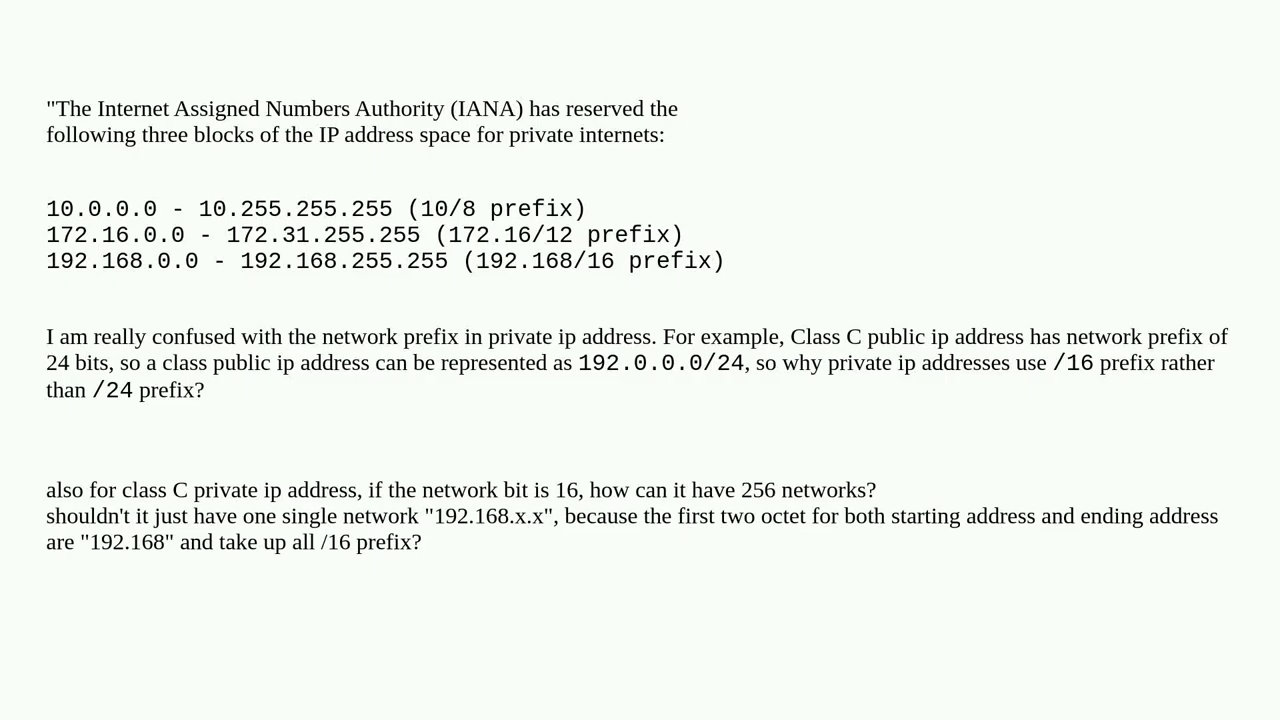 "The Internet Assigned Numbers Authority (IANA) has reserved the
following three blocks of the IP address space for private internets:
10.0.0.0 - 10.255.255.255 (10/8 prefix)
172.16.0.0 - 172.31.255.255 (172.16/12 prefix)
192.168.0.0 - 192.168.255.255 (192.168/16 prefix)
I am really confused with the network prefix in private ip address. For example, Class C public ip address has network prefix of
24 bits, so a class public ip address can be represented as 192.0.0.0/24, so why private ip addresses use /16 prefix rather
than /24 prefix?
also for class C private ip address, if the network bit is 16, how can it have 256 networks?
shouldn't it just have one single network "192.168.x.x", because the first two octet for both starting address and ending address
are "192.168" and take up all /16 prefix?